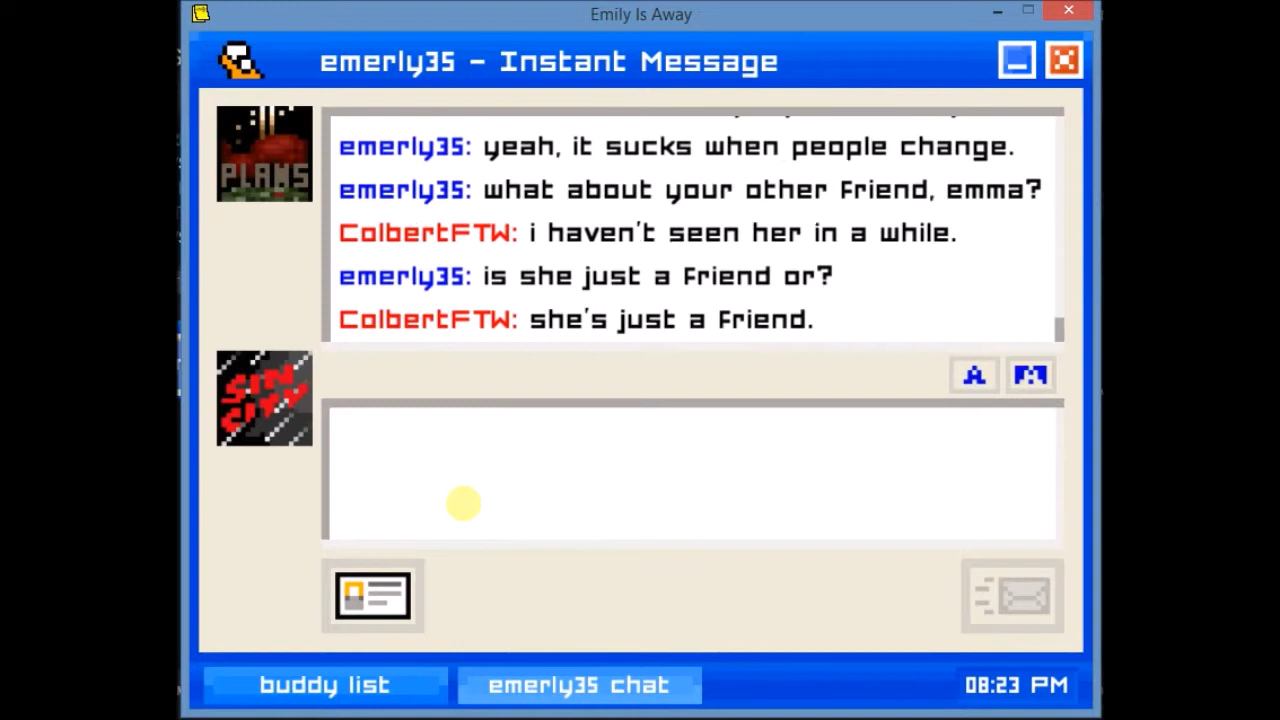 Emily Is Away
emerly35 - Instant Message
emerly35: yeah, it sucks when people change.
PLANS
emerly35: what about your other friend, emma?
ColbertFTW: i haven't seen her in a while.
emerly35: is she just a friend or?
ColbertFTW: she's just a friend.
SIN
CITY
A
buddy list
emerly35 chat
08:23 PM